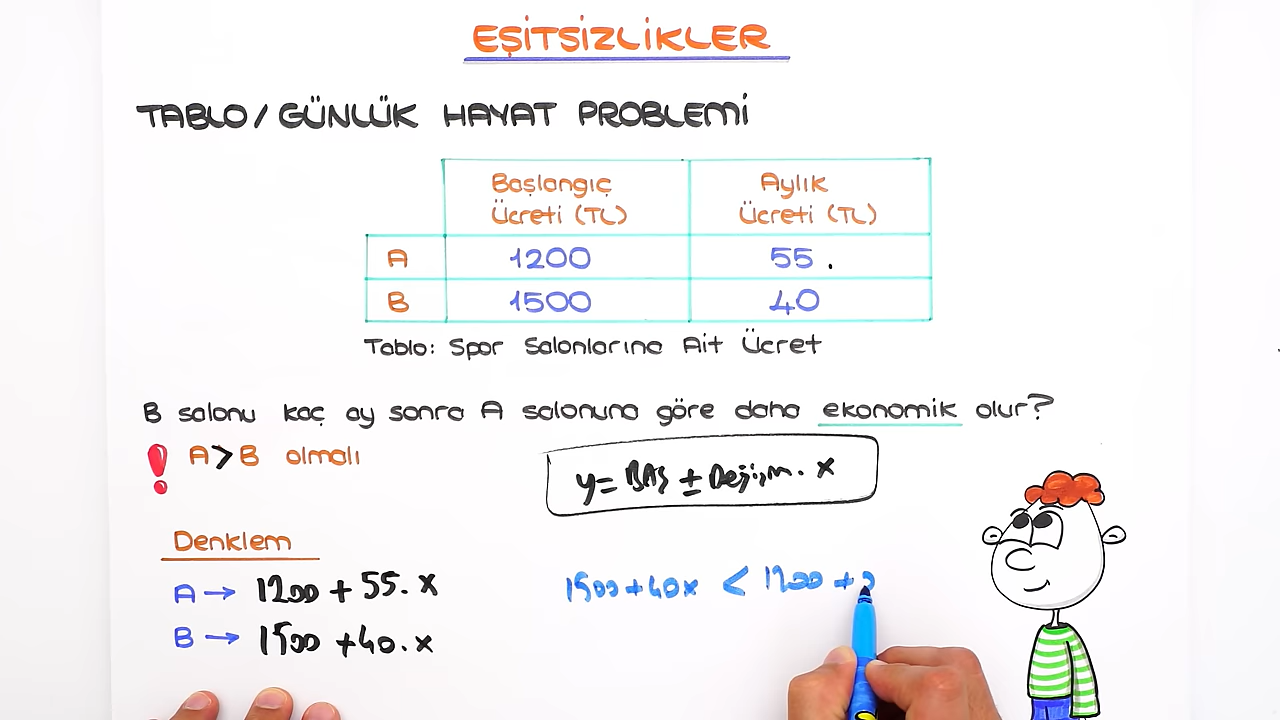 EŞİTSİZLİKLER
TABLO/GÜNLÜK HAYAT PROBLEMİ
Başlangıç Ücreti (TL) Aylık Ücreti (TL)
A 1200 55 .
B 1500 40
Tablo: Spor Salonlarına Ait Ücret
B salonu kaç ay sonra A salonuna göre daha ekonomik olur?
! A>B olmalı
y= BAŞ ± Değişm. x
Denklem
A → 1200 + 55. x
B → 1500 +40. x
1500+40x < 1200 +